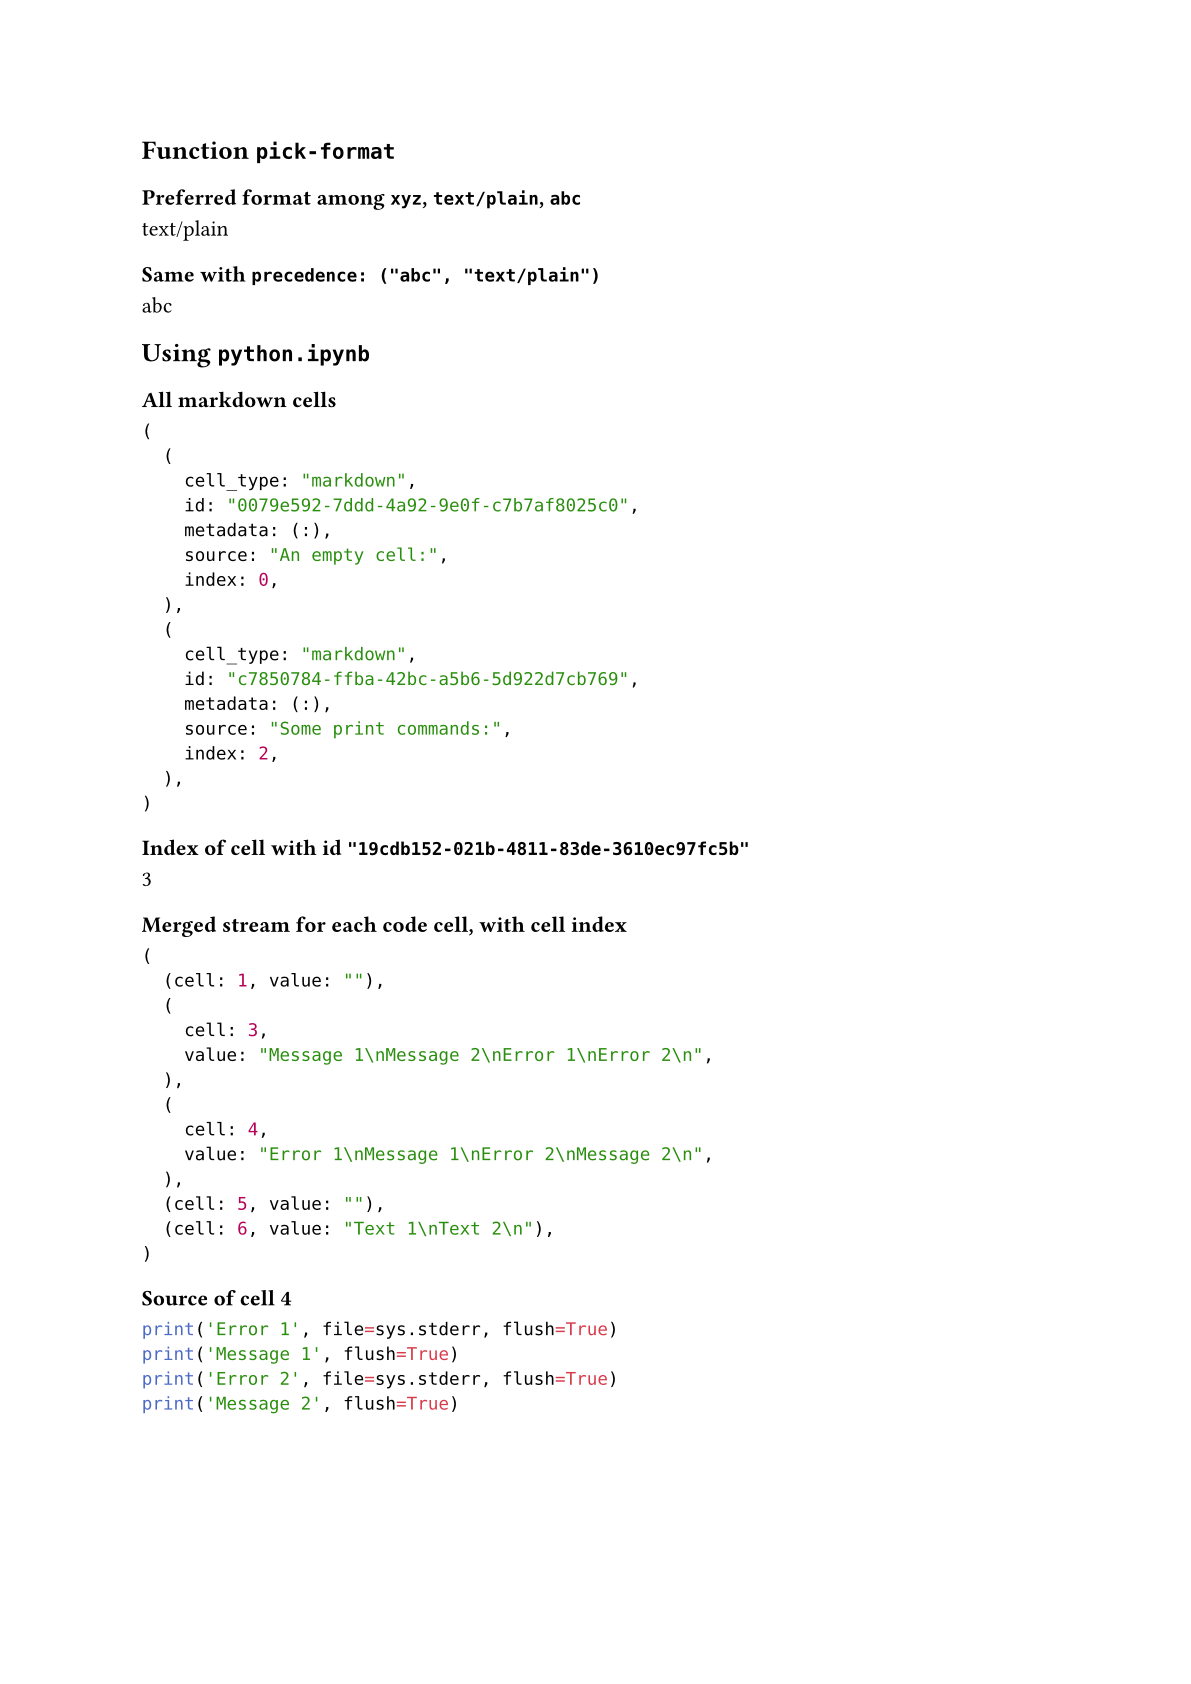 Function pick-format
Preferred format among xyz, text/plain, abc
text/plain
Same with precedence: ("abc", "text/plain")
abc
Using python.ipynb
All markdown cells
(
  (
    cell_type: "markdown",
    id: "0079e592-7ddd-4a92-9e0f-c7b7af8025c0",
    metadata: (:),
    source: "An empty cell:",
    index: 0,
  ),
  (
    cell_type: "markdown",
    id: "c7850784-ffba-42bc-a5b6-5d922d7cb769",
    metadata: (:),
    source: "Some print commands:",
    index: 2,
  ),
)
Index of cell with id "19cdb152-021b-4811-83de-3610ec97fc5b"
3
Merged stream for each code cell, with cell index
(
  (cell: 1, value: ""),
  (
    cell: 3,
    value: "Message 1\nMessage 2\nError 1\nError 2\n",
  ),
  (
    cell: 4,
    value: "Error 1\nMessage 1\nError 2\nMessage 2\n",
  ),
  (cell: 5, value: ""),
  (cell: 6, value: "Text 1\nText 2\n"),
)
Source of cell 4
print('Error 1', file=sys.stderr, flush=True)
print('Message 1', flush=True)
print('Error 2', file=sys.stderr, flush=True)
print('Message 2', flush=True)